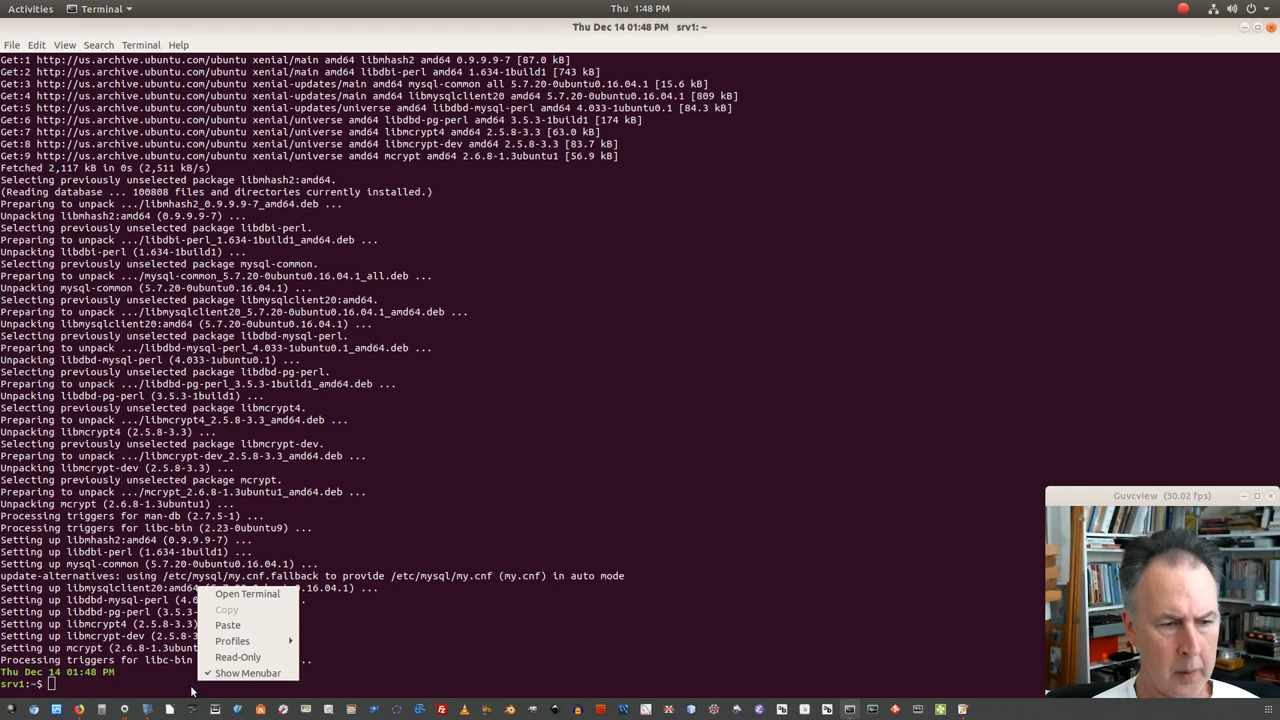 Activities Terminal Thu 1:48 PM
Thu Dec 14 01:48 PM srv1: ~
File Edit View Search Terminal Help
Get:1 http://us.archive.ubuntu.com/ubuntu xenial/main amd64 libmhash2 amd64 0.9.9.9-7 [87.0 kB]
Get:2 http://us.archive.ubuntu.com/ubuntu xenial/main amd64 libdbi-perl amd64 1.634-1build1 [743 kB]
Get:3 http://us.archive.ubuntu.com/ubuntu xenial-updates/main amd64 mysql-common all 5.7.20-0ubuntu0.16.04.1 [15.6 kB]
Get:4 http://us.archive.ubuntu.com/ubuntu xenial-updates/main amd64 libmysqlclient20 amd64 5.7.20-0ubuntu0.16.04.1 [809 kB]
Get:5 http://us.archive.ubuntu.com/ubuntu xenial-updates/universe amd64 libdbd-mysql-perl amd64 4.033-1ubuntu0.1 [84.3 kB]
Get:6 http://us.archive.ubuntu.com/ubuntu xenial/universe amd64 libdbd-pg-perl amd64 3.5.3-1build1 [174 kB]
Get:7 http://us.archive.ubuntu.com/ubuntu xenial/universe amd64 libmcrypt4 amd64 2.5.8-3.3 [63.0 kB]
Get:8 http://us.archive.ubuntu.com/ubuntu xenial/universe amd64 libmcrypt-dev amd64 2.5.8-3.3 [83.7 kB]
Get:9 http://us.archive.ubuntu.com/ubuntu xenial/universe amd64 mcrypt amd64 2.6.8-1.3ubuntu1 [56.9 kB]
Fetched 2,117 kB in 0s (2,511 kB/s)
Selecting previously unselected package libmhash2:amd64.
(Reading database ... 100808 files and directories currently installed.)
Preparing to unpack .../libmhash2_0.9.9.9-7_amd64.deb ...
Unpacking libmhash2:amd64 (0.9.9.9-7) ...
Selecting previously unselected package libdbi-perl.
Preparing to unpack .../libdbi-perl_1.634-1build1_amd64.deb ...
Unpacking libdbi-perl (1.634-1build1) ...
Selecting previously unselected package mysql-common.
Preparing to unpack .../mysql-common_5.7.20-0ubuntu0.16.04.1_all.deb ...
Unpacking mysql-common (5.7.20-0ubuntu0.16.04.1) ...
Selecting previously unselected package libmysqlclient20:amd64.
Preparing to unpack .../libmysqlclient20_5.7.20-0ubuntu0.16.04.1_amd64.deb ...
Unpacking libmysqlclient20:amd64 (5.7.20-0ubuntu0.16.04.1) ...
Selecting previously unselected package libdbd-mysql-perl.
Preparing to unpack .../libdbd-mysql-perl_4.033-1ubuntu0.1_amd64.deb ...
Unpacking libdbd-mysql-perl (4.033-1ubuntu0.1) ...
Selecting previously unselected package libdbd-pg-perl.
Preparing to unpack .../libdbd-pg-perl_3.5.3-1build1_amd64.deb ...
Unpacking libdbd-pg-perl (3.5.3-1build1) ...
Selecting previously unselected package libmcrypt4.
Preparing to unpack .../libmcrypt4_2.5.8-3.3_amd64.deb ...
Unpacking libmcrypt4 (2.5.8-3.3) ...
Selecting previously unselected package libmcrypt-dev.
Preparing to unpack .../libmcrypt-dev_2.5.8-3.3_amd64.deb ...
Unpacking libmcrypt-dev (2.5.8-3.3) ...
Selecting previously unselected package mcrypt.
Preparing to unpack .../mcrypt_2.6.8-1.3ubuntu1_amd64.deb ...
Unpacking mcrypt (2.6.8-1.3ubuntu1) ...
Processing triggers for man-db (2.7.5-1) ...
Processing triggers for libc-bin (2.23-0ubuntu9) ...
Setting up libmhash2:amd64 (0.9.9.9-7) ...
Setting up libdbi-perl (1.634-1build1) ...
Setting up mysql-common (5.7.20-0ubuntu0.16.04.1) ...
update-alternatives: using /etc/mysql/my.cnf.fallback to provide /etc/mysql/my.cnf (my.cnf) in auto mode
Setting up libmysqlclient20:amd64 .16.04.1) ...
Setting up libdbd-mysql-perl (4.0
Setting up libdbd-pg-perl (3.5.3-
Setting up libmcrypt4 (2.5.8-3.3)
Setting up libmcrypt-dev (2.5.8-3
Setting up mcrypt (2.6.8-1.3ubunt
Processing triggers for libc-bin ..
Thu Dec 14 01:48 PM
srv1:~$
Open Terminal
Copy
Paste
Profiles
Read-Only
Show Menubar
Guvcview (30.02 fps)